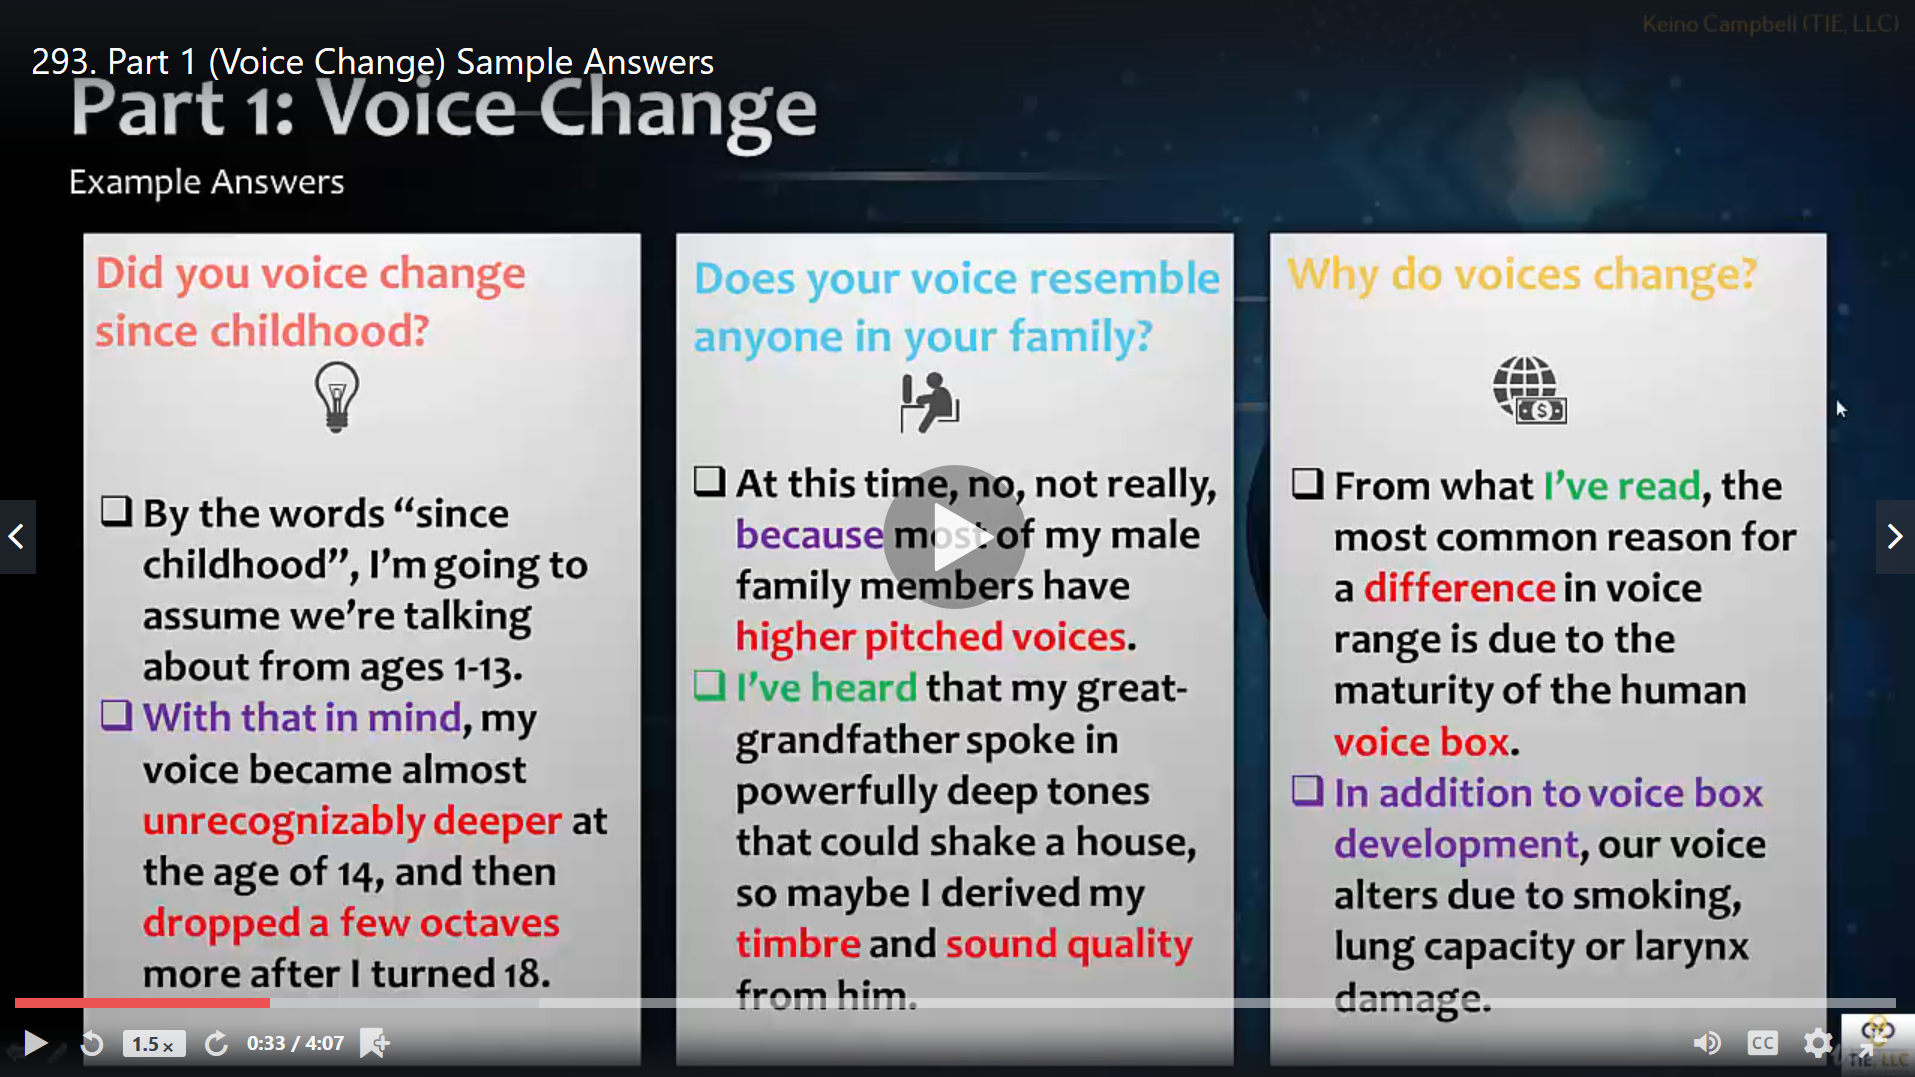 Keino Campbell (TIE, LLC)
293. Part 1 (Voice Change) Sample Answers
Part 1: Voice Change
Example Answers
Did you voice change
since childhood?
By the words “since
childhood”, I’m going to
assume we’re talking
about from ages 1-13.
With that in mind, my
voice became almost
unrecognizably deeper at
the age of 14, and then
dropped a few octaves
more after I turned 18.
Does your voice resemble
anyone in your family?
At this time, no, not really,
because most of my male
family members have
higher pitched voices.
I’ve heard that my great-
grandfather spoke in
powerfully deep tones
that could shake a house,
so maybe I derived my
timbre and sound quality
from him.
Why do voices change?
$
From what I’ve read, the
most common reason for
a difference in voice
range is due to the
maturity of the human
voice box.
In addition to voice box
development, our voice
alters due to smoking,
lung capacity or larynx
damage.
1.5 x
0:33 / 4:07
CC
TIE, LLC